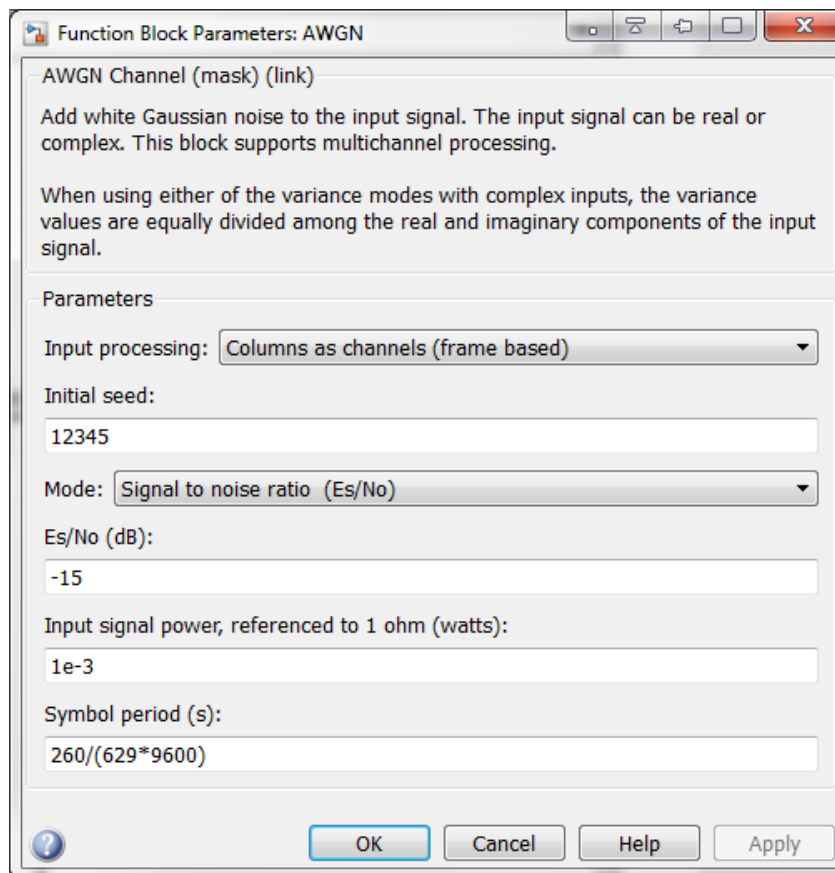 Function Block Parameters: AWGN
AWGN Channel (mask) (link)
Add white Gaussian noise to the input signal. The input signal can be real or
complex. This block supports multichannel processing.
When using either of the variance modes with complex inputs, the variance
values are equally divided among the real and imaginary components of the input
signal.
Parameters
Input processing: Columns as channels (frame based)
Initial seed:
12345
Mode: Signal to noise ratio  (Es/No)
Es/No (dB):
-15
Input signal power, referenced to 1 ohm (watts):
1e-3
Symbol period (s):
260/(629*9600)
OK Cancel Help Apply